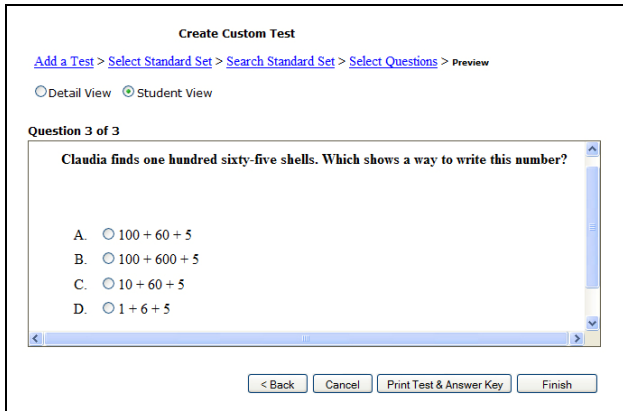 Create Custom Test
Add a Test > Select Standard Set > Search Standard Set > Select Questions > Preview
Detail View Student View
Question 3 of 3
Claudia finds one hundred sixty-five shells. Which shows a way to write this number?
A. 100 + 60 + 5
B. 100 + 600 + 5
C. 10 + 60 + 5
D. 1 + 6 + 5
< Back Cancel Print Test & Answer Key Finish